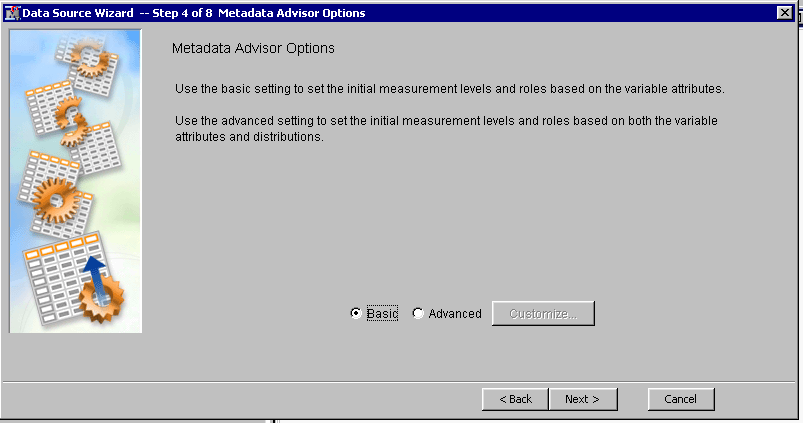 Data Source Wizard -- Step 4 of 8 Metadata Advisor Options
Metadata Advisor Options
Use the basic setting to set the initial measurement levels and roles based on the variable attributes.
Use the advanced setting to set the initial measurement levels and roles based on both the variable
attributes and distributions.
Basic Advanced Customize...
< Back Next > Cancel